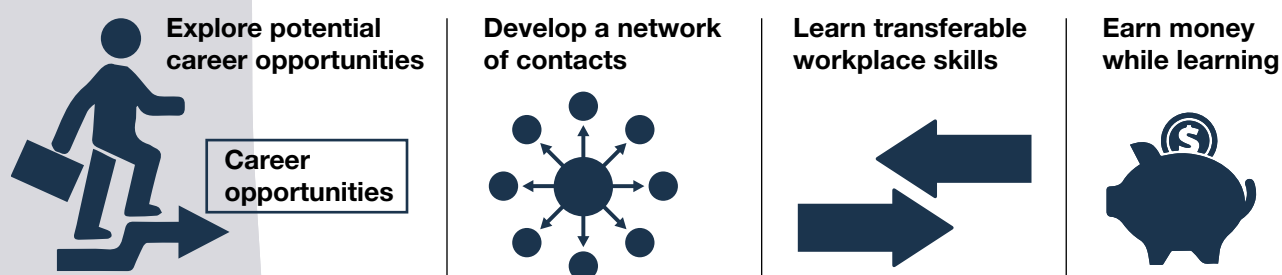 Explore potential
career opportunities
Career
opportunities
Develop a network
of contacts
Learn transferable
workplace skills
Earn money
while learning
$